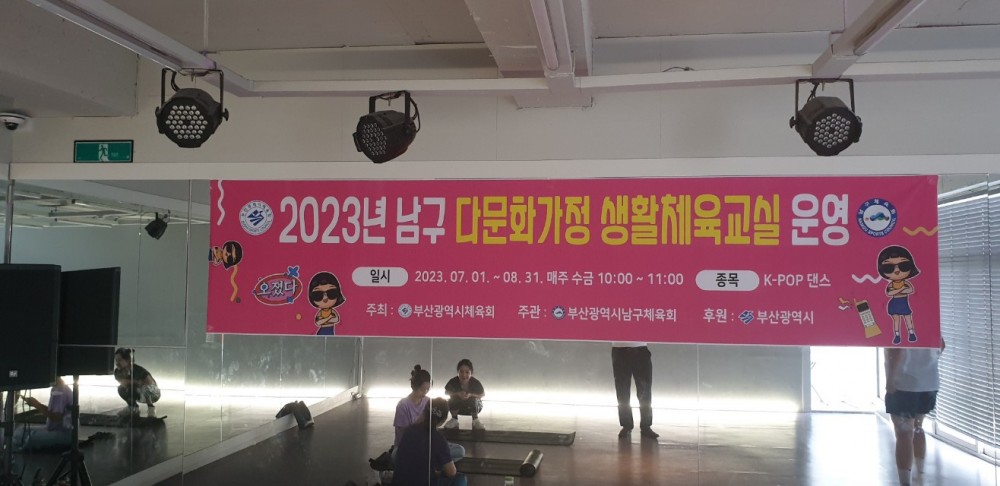 2023년 남구 다문화가정 생활체육교실 운영
오졌다
일시 2023. 07. 01. ~ 08. 31. 매주 수금 10:00 ~ 11:00 종목 K-POP 댄스
주최 : 부산광역시체육회 주관 : 부산광역시남구체육회 후원 : 부산광역시